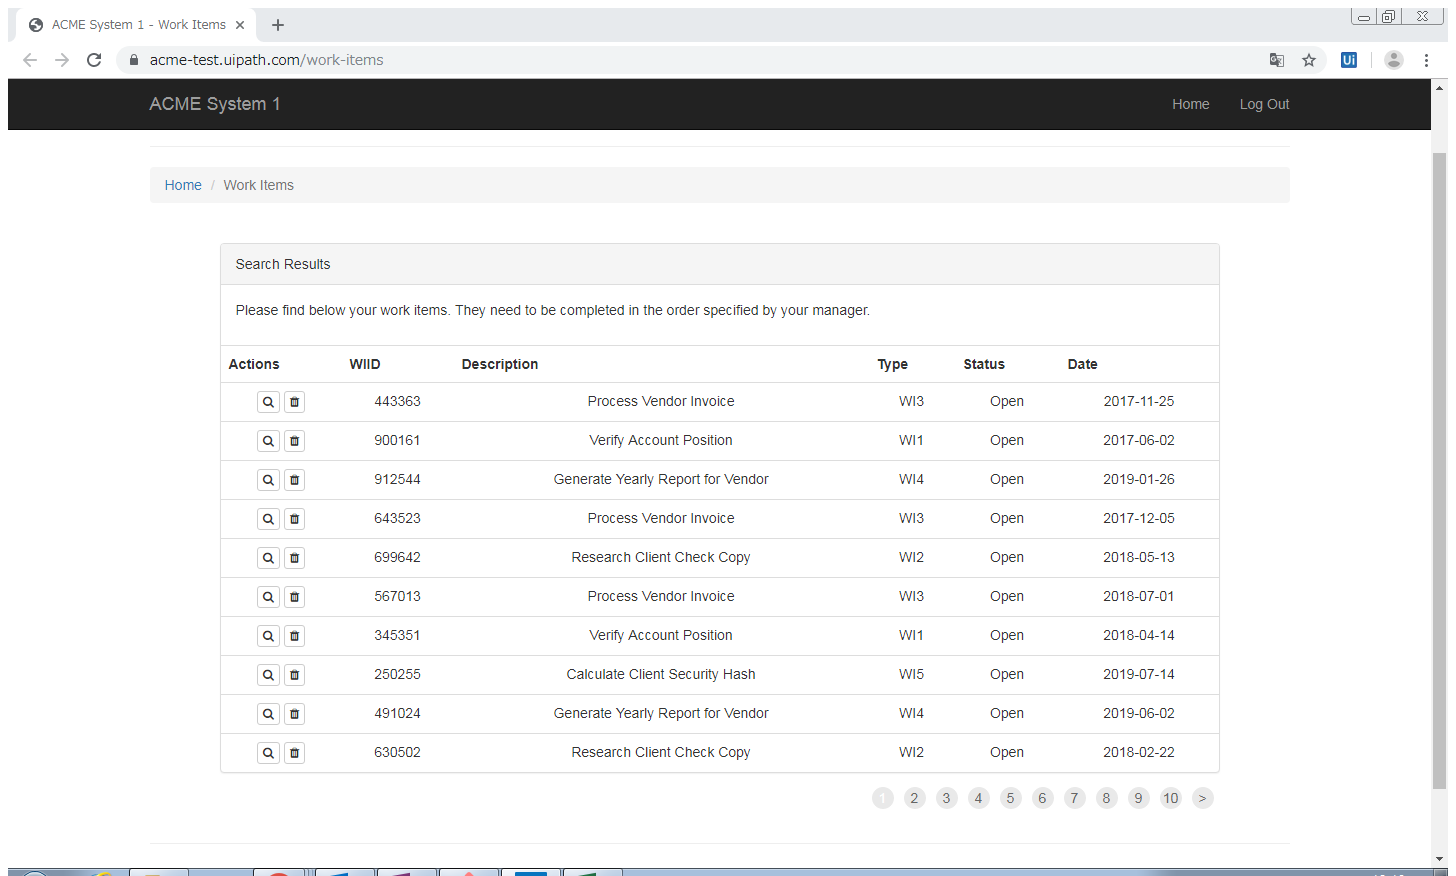 ACME System 1 - Work Items
acme-test.uipath.com/work-items
Ui
ACME System 1 Home Log Out
Home / Work Items
Search Results
Please find below your work items. They need to be completed in the order specified by your manager.
Actions WIID Description Type Status Date
443363 Process Vendor Invoice WI3 Open 2017-11-25
900161 Verify Account Position WI1 Open 2017-06-02
912544 Generate Yearly Report for Vendor WI4 Open 2019-01-26
643523 Process Vendor Invoice WI3 Open 2017-12-05
699642 Research Client Check Copy WI2 Open 2018-05-13
567013 Process Vendor Invoice WI3 Open 2018-07-01
345351 Verify Account Position WI1 Open 2018-04-14
250255 Calculate Client Security Hash WI5 Open 2019-07-14
491024 Generate Yearly Report for Vendor WI4 Open 2019-06-02
630502 Research Client Check Copy WI2 Open 2018-02-22
1 2 3 4 5 6 7 8 9 10 >